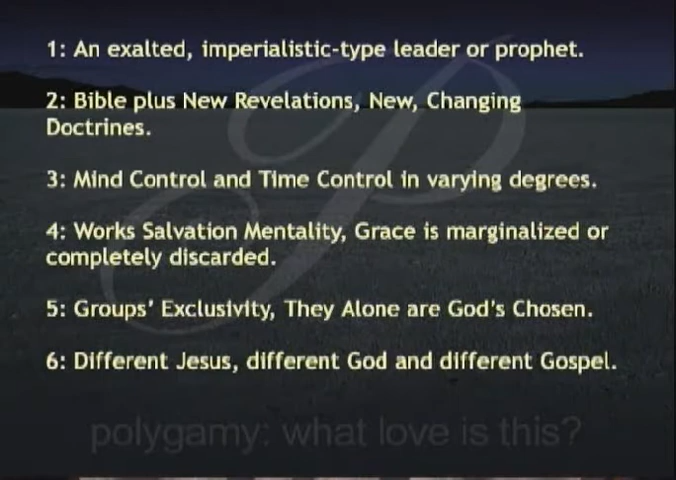 1: An exalted, imperialistic-type leader or prophet.
2: Bible plus New Revelations, New, Changing
Doctrines.
3: Mind Control and Time Control in varying degrees.
4: Works Salvation Mentality, Grace is marginalized or
completely discarded.
5: Groups' Exclusivity, They Alone are God's Chosen.
6: Different Jesus, different God and different Gospel.
P
polygamy: what love is this?